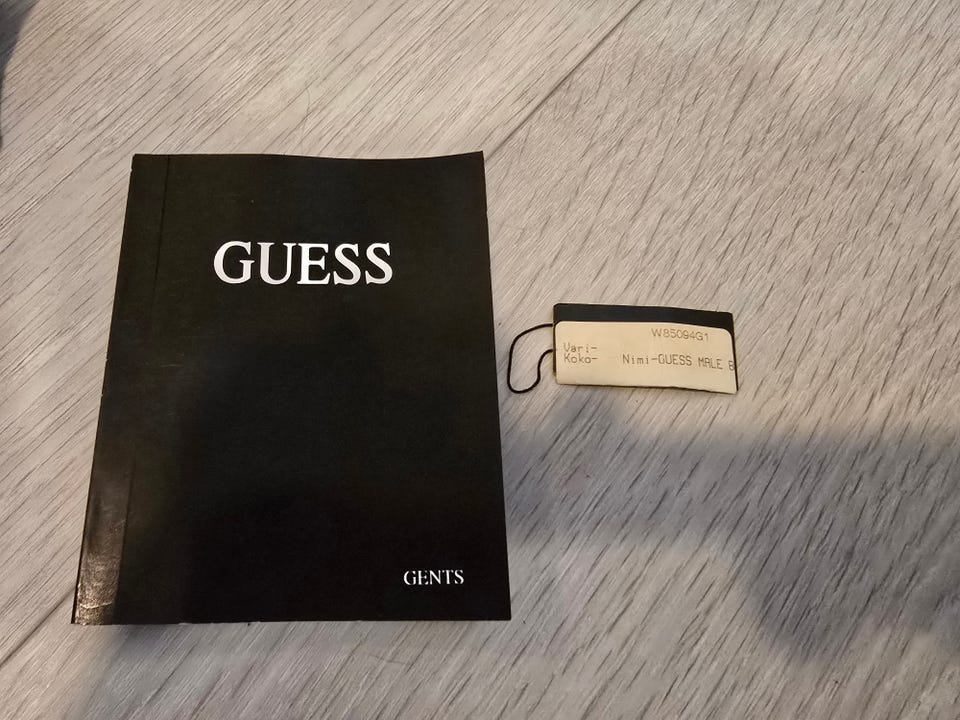 GUESS
GENTS
W85094G1
Vari-
Koko- Nimi-GUESS MALE B